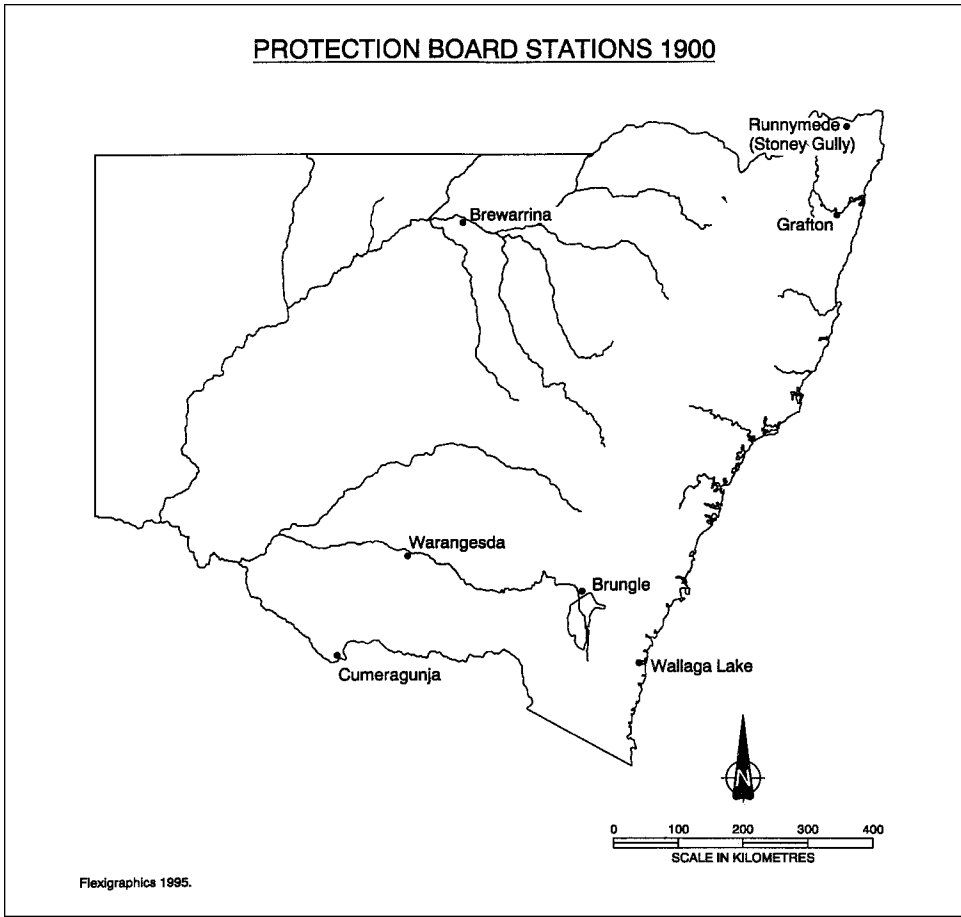 PROTECTION BOARD STATIONS 1900
Runnymede
(Stoney Gully)
Brewarrina
Grafton
Warangesda
Brungle
Wallaga Lake
Cumeragunja
N
0 100 200 300 400
SCALE IN KILOMETRES
Flexigraphics 1995.